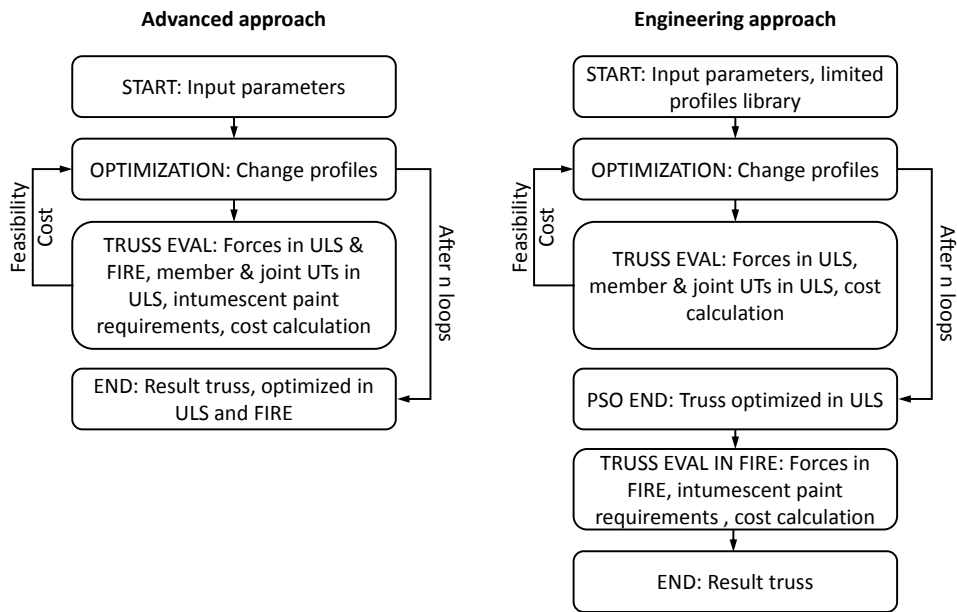 Advanced approach
START: Input parameters
OPTIMIZATION: Change profiles
Feasibility
Cost
TRUSS EVAL: Forces in ULS &
FIRE, member & joint UTs in
ULS, intumescent paint
requirements, cost calculation
After n loops
END: Result truss, optimized in
ULS and FIRE
Engineering approach
START: Input parameters, limited
profiles library
OPTIMIZATION: Change profiles
Feasibility
Cost
TRUSS EVAL: Forces in ULS,
member & joint UTs in ULS, cost
calculation
After n loops
PSO END: Truss optimized in ULS
TRUSS EVAL IN FIRE: Forces in
FIRE, intumescent paint
requirements , cost calculation
END: Result truss